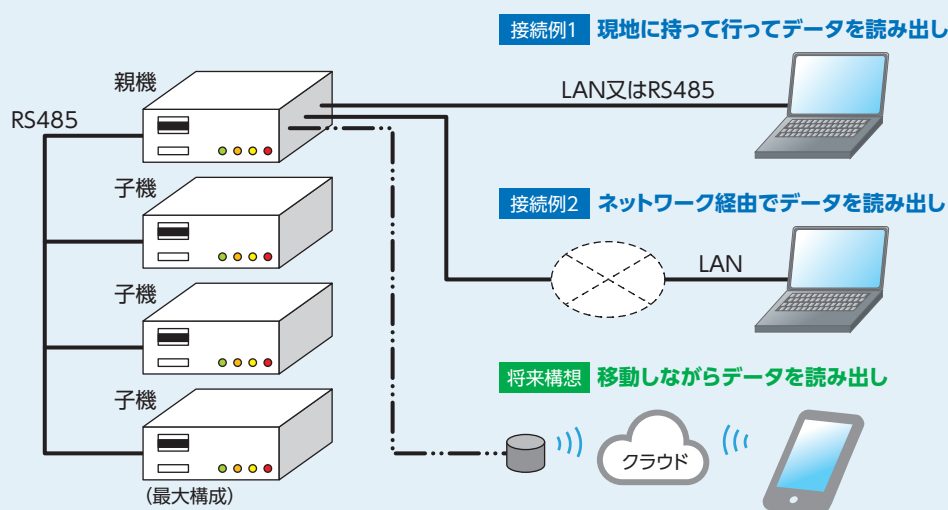 接続例1 現地に持って行ってデータを読み出し
親機
LAN又はRS485
RS485
子機
接続例2 ネットワーク経由でデータを読み出し
LAN
子機
将来構想 移動しながらデータを読み出し
子機
クラウド
(最大構成)